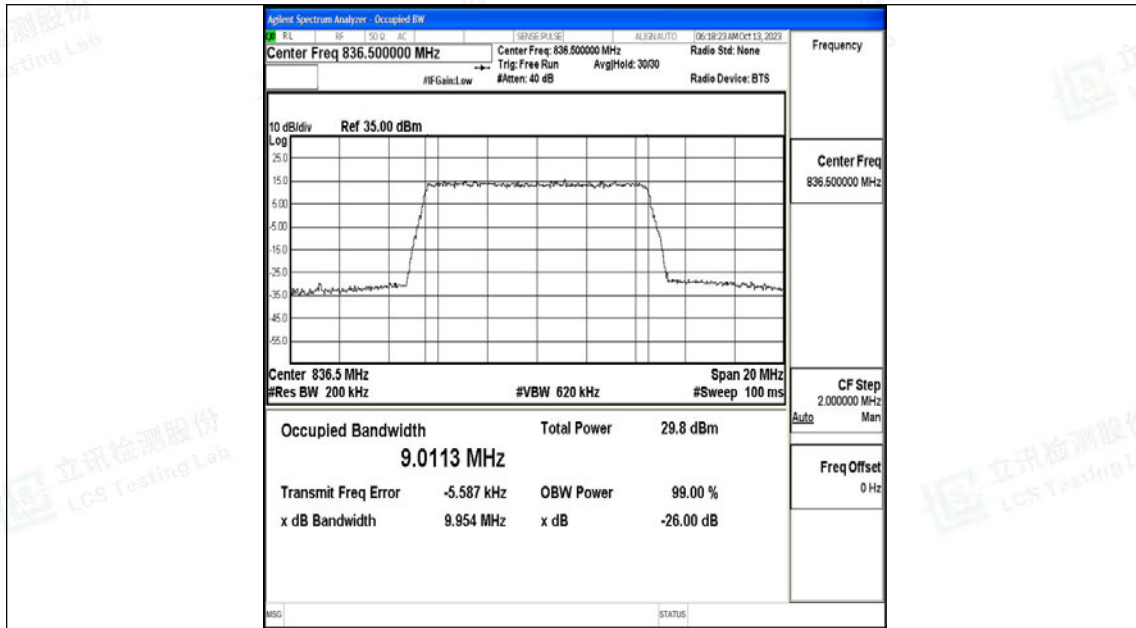 Agilent Spectrum Analyzer - Occupied BW
RL RF 50 Ω AC SENSE:PULSE ALIGNAUTO 06:18:23 AM Oct 13, 2023
Center Freq 836.500000 MHz
Center Freq: 836.500000 MHz
Radio Std: None
Trig: Free Run Avg|Hold: 30/30
#IFGain:Low
#Atten: 40 dB
Radio Device: BTS
Frequency
10 dB/div Ref 35.00 dBm
Log
25.0
15.0
5.00
-5.00
-15.0
-25.0
-35.0
-45.0
-55.0
Center 836.5 MHz
Span 20 MHz
#Res BW 200 kHz
#VBW 620 kHz
#Sweep 100 ms
Center Freq
836.500000 MHz
CF Step
2.000000 MHz
Auto Man
Freq Offset
0 Hz
Occupied Bandwidth
Total Power 29.8 dBm
9.0113 MHz
Transmit Freq Error -5.587 kHz
OBW Power 99.00 %
x dB Bandwidth 9.954 MHz
x dB -26.00 dB
MSG
STATUS
立讯检测股份
LCS Testing Lab
立讯检测股份